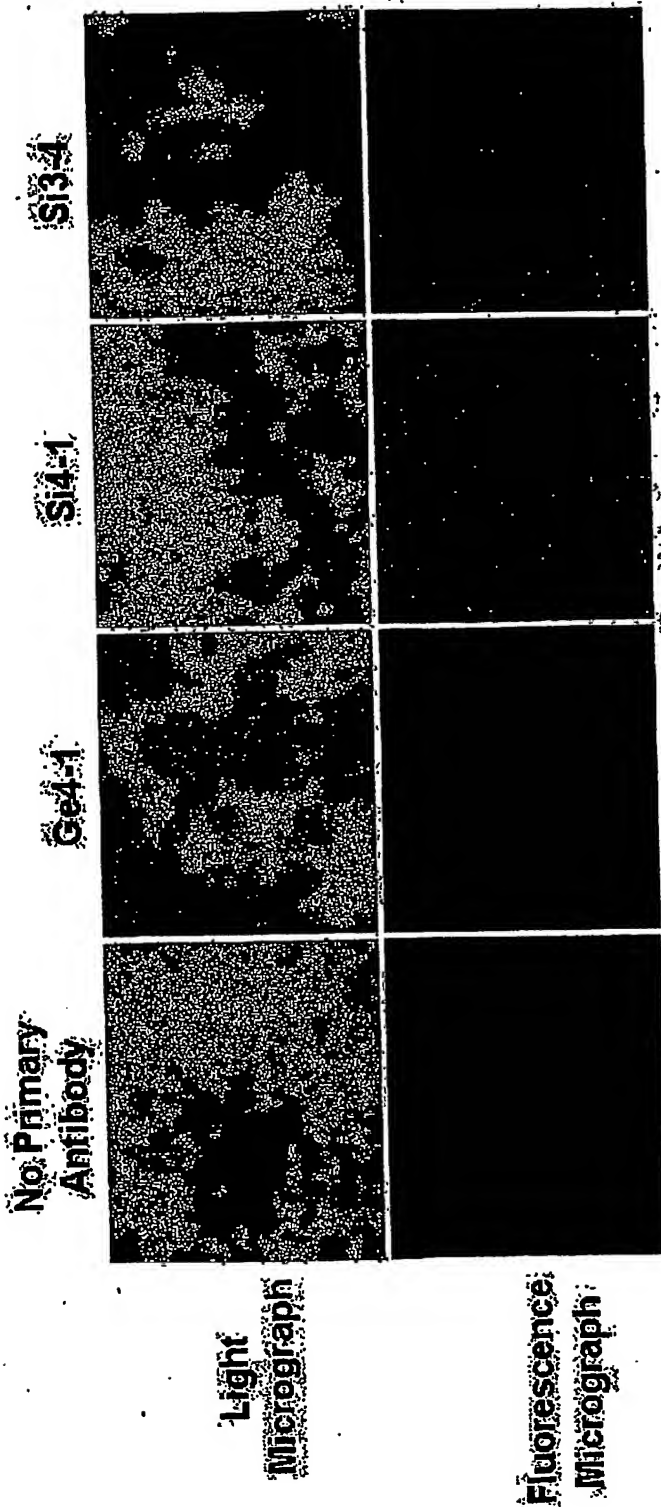 No Primary
Antibody
Ge4-1
Si4-1
Si3-4
Light
Micrograph
Fluorescence
Micrograph